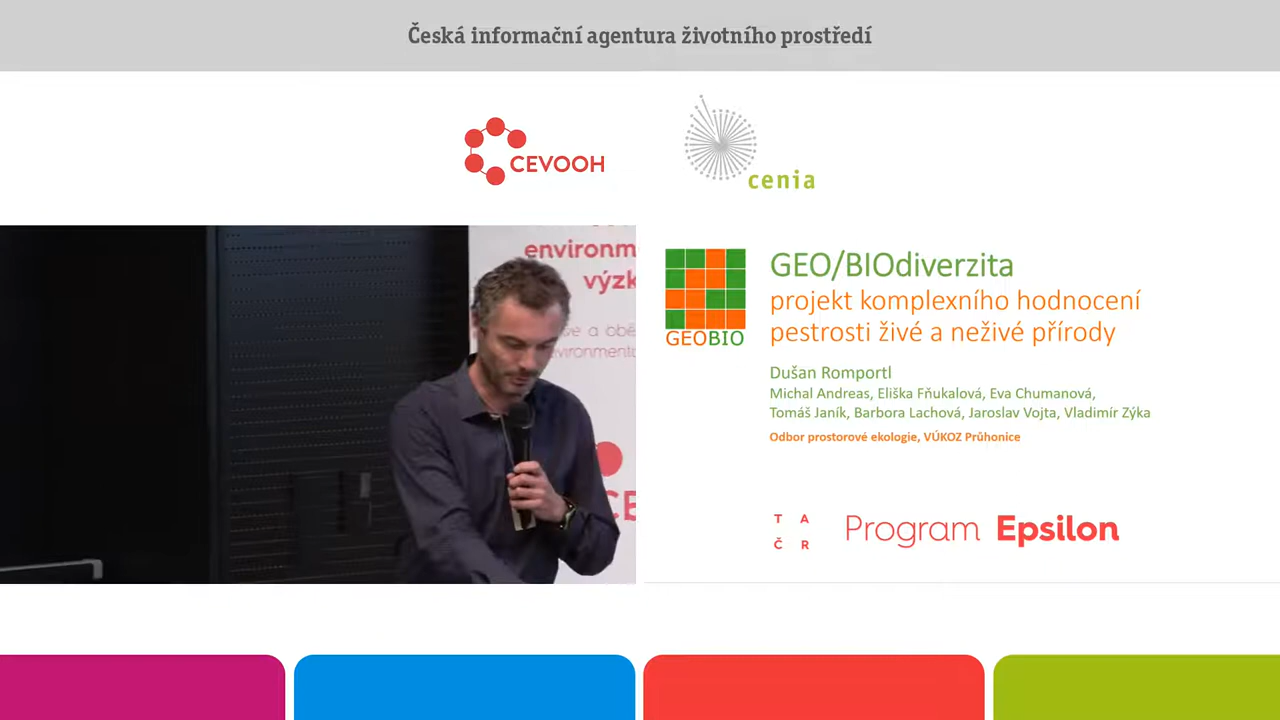 Česká informační agentura životního prostředí
CEVOOH
cenia
environm
výzk
GEO/BIOdiverzita
projekt komplexního hodnocení
pestrosti živé a neživé přírody
GEOBIO
Dušan Romportl
Michal Andreas, Eliška Fňukalová, Eva Chumanová,
Tomáš Janík, Barbora Lachová, Jaroslav Vojta, Vladimír Zýka
Odbor prostorové ekologie, VÚKOZ Průhonice
T A
Č R
Program Epsilon